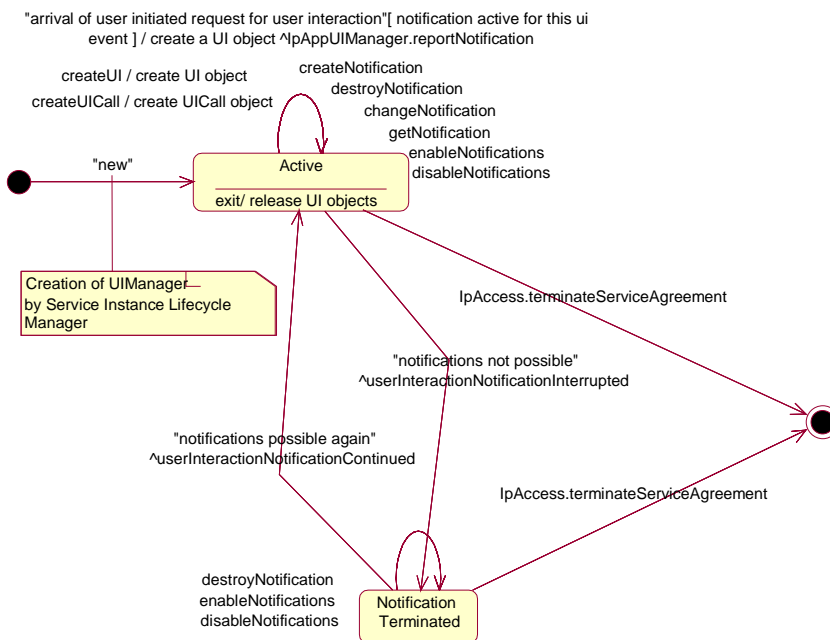 "arrival of user initiated request for user interaction"[ notification active for this ui
event ] / create a UI object ^IpAppUIManager.reportNotification
createUI / create UI object
createUICall / create UICall object
createNotification
destroyNotification
changeNotification
getNotification
enableNotifications
disableNotifications
"new"
Active
exit/ release UI objects
Creation of UIManager
by Service Instance Lifecycle
Manager
IpAccess.terminateServiceAgreement
"notifications not possible"
^userInteractionNotificationInterrupted
"notifications possible again"
^userInteractionNotificationContinued
IpAccess.terminateServiceAgreement
destroyNotification
enableNotifications
disableNotifications
Notification
Terminated